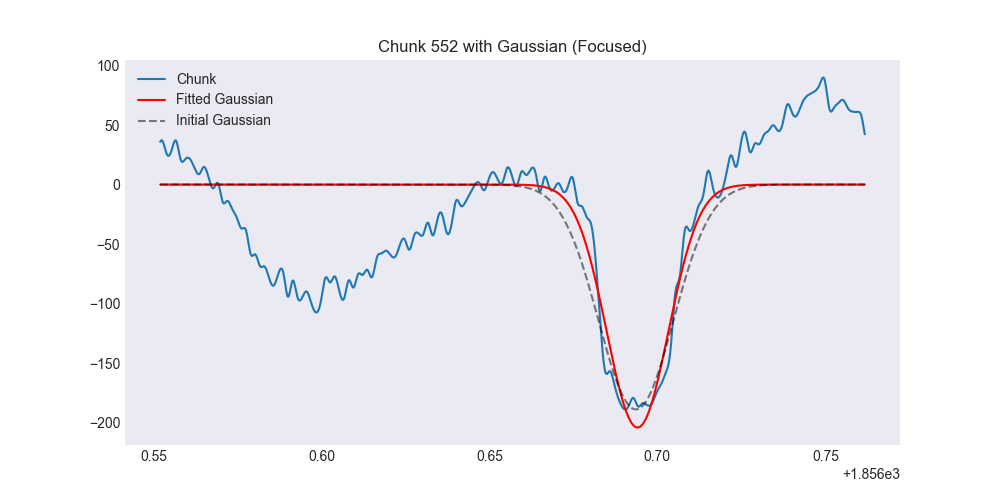 Chunk 552 with Gaussian (Focused)
100
50
0
−50
−100
−150
−200
Chunk
Fitted Gaussian
Initial Gaussian
0.55 0.60 0.65 0.70 0.75
+1.856e3